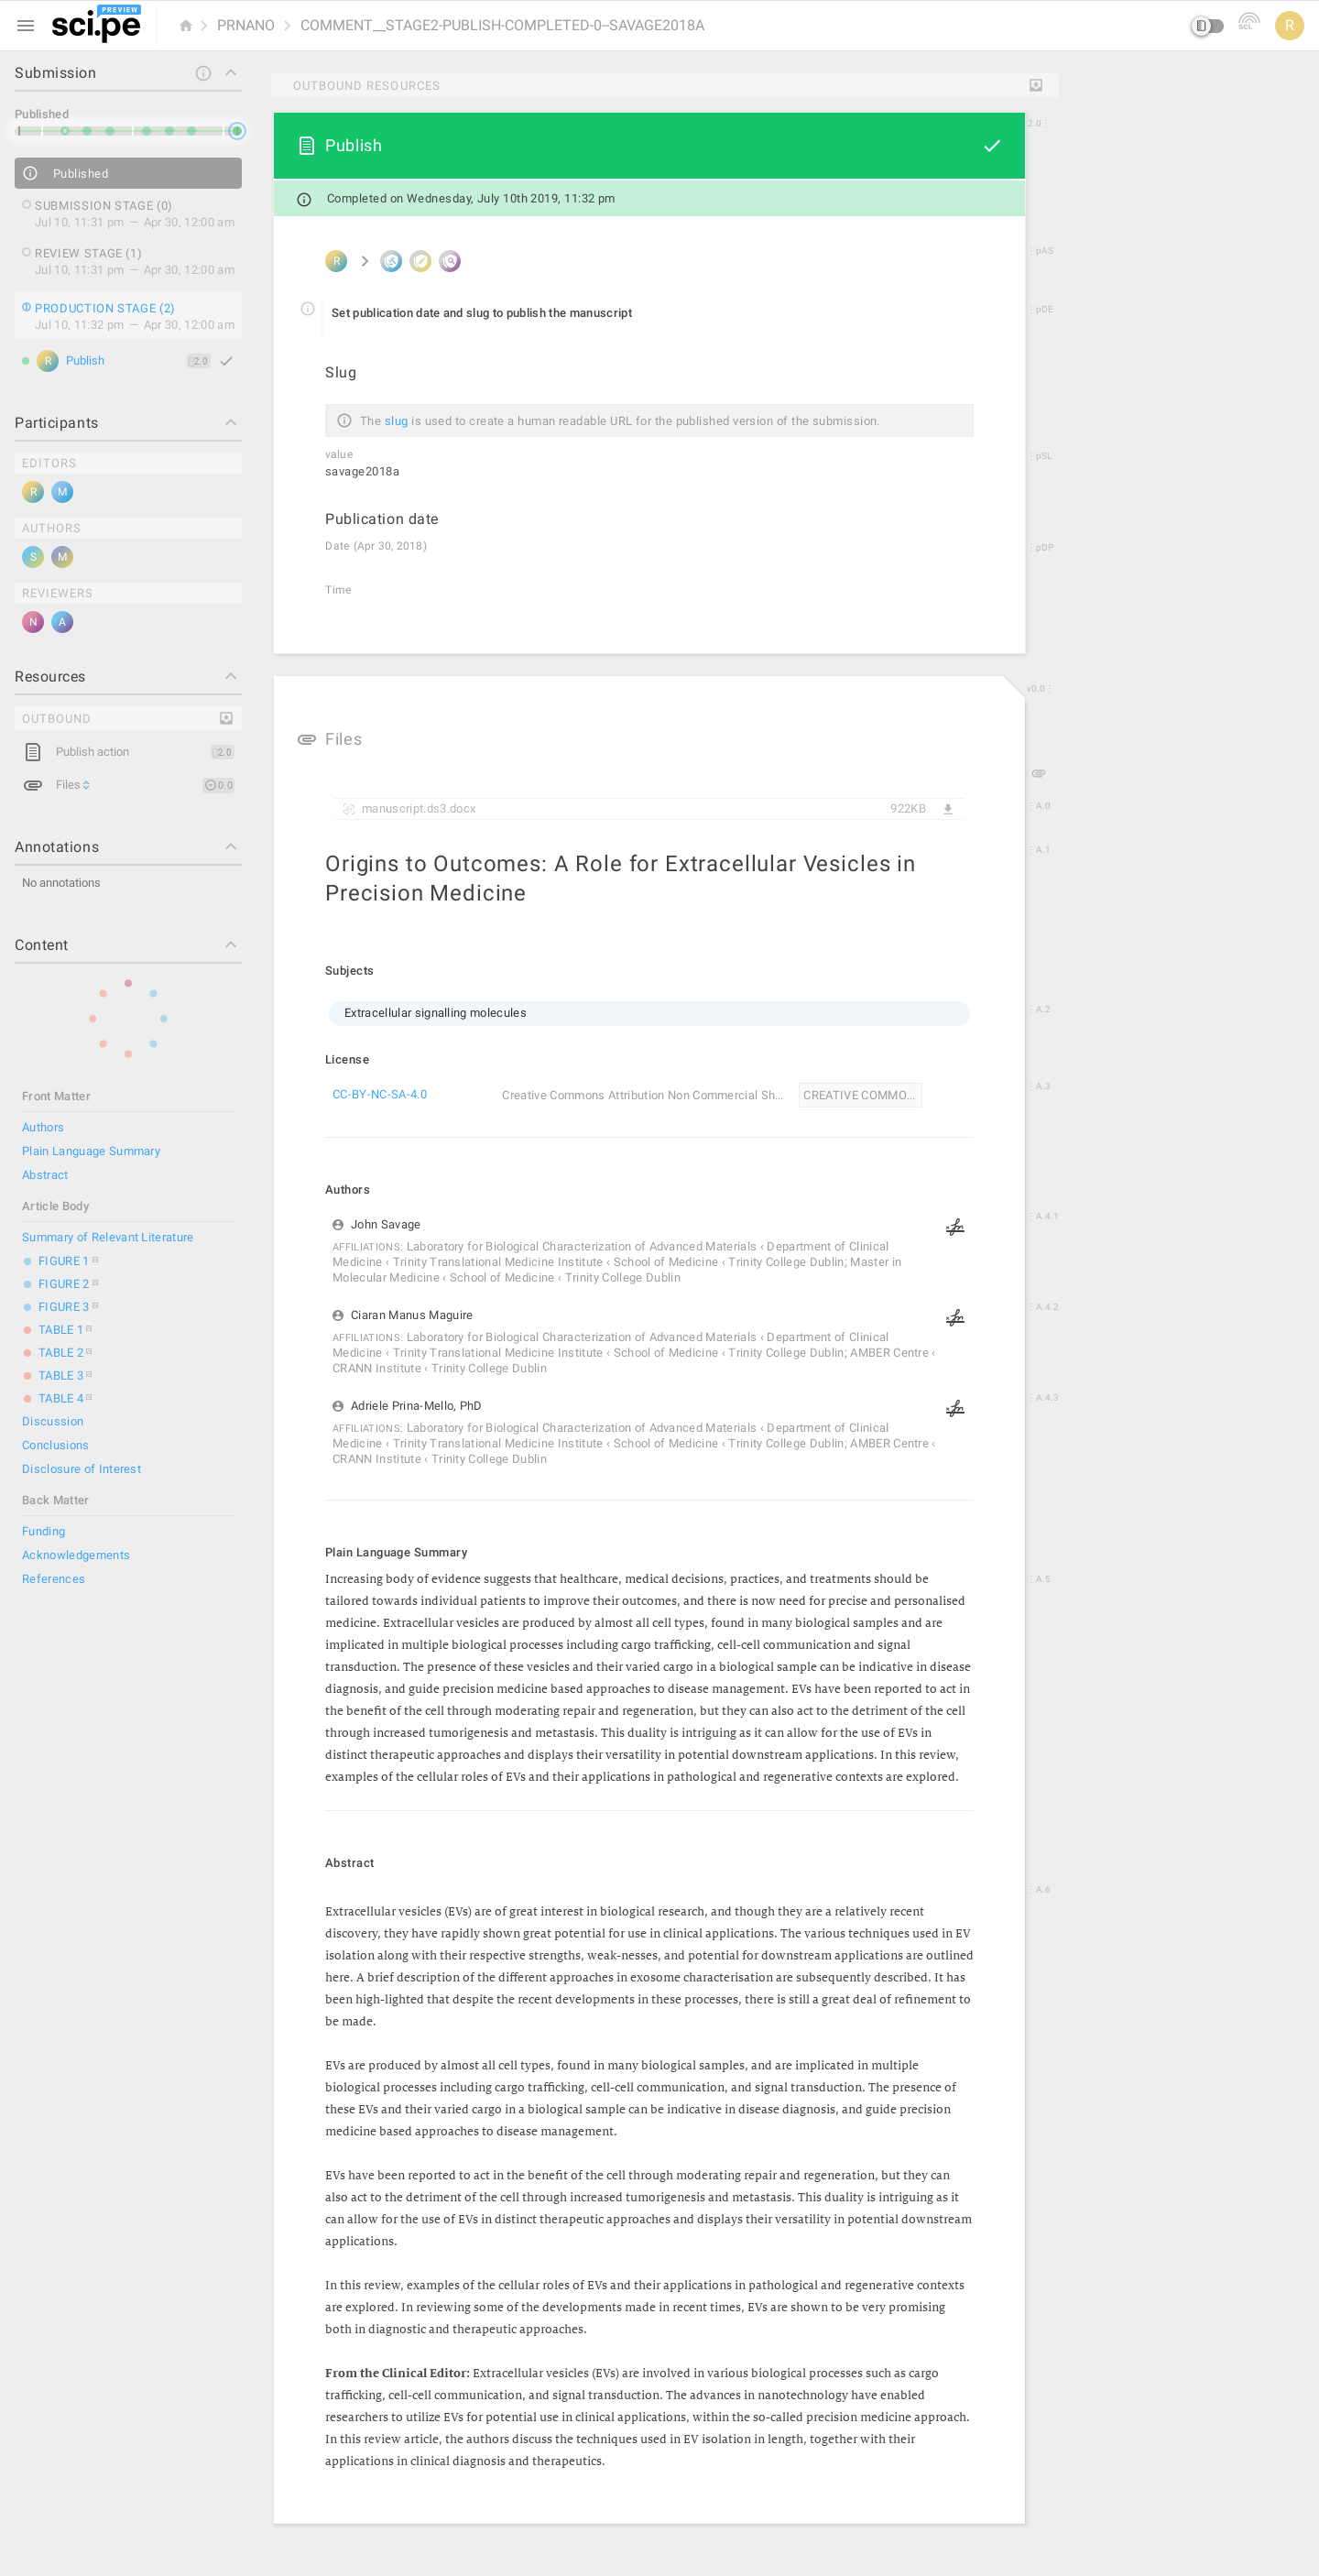 PREVIEW
sci.pe
PRNANO
COMMENT__STAGE2-PUBLISH-COMPLETED-0--SAVAGE2018A
SCI.
R
Submission
Published
Published
SUBMISSION STAGE (0)
Jul 10, 11:31 pm — Apr 30, 12:00 am
REVIEW STAGE (1)
Jul 10, 11:31 pm — Apr 30, 12:00 am
PRODUCTION STAGE (2)
Jul 10, 11:32 pm — Apr 30, 12:00 am
R Publish 2.0
Participants
EDITORS
R M
AUTHORS
S M
REVIEWERS
N A
Resources
OUTBOUND
Publish action 2.0
Files 0.0
Annotations
No annotations
Content
Front Matter
Authors
Plain Language Summary
Abstract
Article Body
Summary of Relevant Literature
FIGURE 1
FIGURE 2
FIGURE 3
TABLE 1
TABLE 2
TABLE 3
TABLE 4
Discussion
Conclusions
Disclosure of Interest
Back Matter
Funding
Acknowledgements
References
OUTBOUND RESOURCES
Publish
Completed on Wednesday, July 10th 2019, 11:32 pm
R
Set publication date and slug to publish the manuscript
Slug
The slug is used to create a human readable URL for the published version of the submission.
value
savage2018a
Publication date
Date (Apr 30, 2018)
Time
Files
manuscript.ds3.docx 922KB
Origins to Outcomes: A Role for Extracellular Vesicles in
Precision Medicine
Subjects
Extracellular signalling molecules
License
CC-BY-NC-SA-4.0 Creative Commons Attribution Non Commercial Sh... CREATIVE COMMO...
Authors
John Savage
AFFILIATIONS: Laboratory for Biological Characterization of Advanced Materials ‹ Department of Clinical
Medicine ‹ Trinity Translational Medicine Institute ‹ School of Medicine ‹ Trinity College Dublin; Master in
Molecular Medicine ‹ School of Medicine ‹ Trinity College Dublin
Ciaran Manus Maguire
AFFILIATIONS: Laboratory for Biological Characterization of Advanced Materials ‹ Department of Clinical
Medicine ‹ Trinity Translational Medicine Institute ‹ School of Medicine ‹ Trinity College Dublin; AMBER Centre ‹
CRANN Institute ‹ Trinity College Dublin
Adriele Prina-Mello, PhD
AFFILIATIONS: Laboratory for Biological Characterization of Advanced Materials ‹ Department of Clinical
Medicine ‹ Trinity Translational Medicine Institute ‹ School of Medicine ‹ Trinity College Dublin; AMBER Centre ‹
CRANN Institute ‹ Trinity College Dublin
Plain Language Summary
Increasing body of evidence suggests that healthcare, medical decisions, practices, and treatments should be
tailored towards individual patients to improve their outcomes, and there is now need for precise and personalised
medicine. Extracellular vesicles are produced by almost all cell types, found in many biological samples and are
implicated in multiple biological processes including cargo trafficking, cell-cell communication and signal
transduction. The presence of these vesicles and their varied cargo in a biological sample can be indicative in disease
diagnosis, and guide precision medicine based approaches to disease management. EVs have been reported to act in
the benefit of the cell through moderating repair and regeneration, but they can also act to the detriment of the cell
through increased tumorigenesis and metastasis. This duality is intriguing as it can allow for the use of EVs in
distinct therapeutic approaches and displays their versatility in potential downstream applications. In this review,
examples of the cellular roles of EVs and their applications in pathological and regenerative contexts are explored.
Abstract
Extracellular vesicles (EVs) are of great interest in biological research, and though they are a relatively recent
discovery, they have rapidly shown great potential for use in clinical applications. The various techniques used in EV
isolation along with their respective strengths, weak-nesses, and potential for downstream applications are outlined
here. A brief description of the different approaches in exosome characterisation are subsequently described. It has
been high-lighted that despite the recent developments in these processes, there is still a great deal of refinement to
be made.
EVs are produced by almost all cell types, found in many biological samples, and are implicated in multiple
biological processes including cargo trafficking, cell-cell communication, and signal transduction. The presence of
these EVs and their varied cargo in a biological sample can be indicative in disease diagnosis, and guide precision
medicine based approaches to disease management.
EVs have been reported to act in the benefit of the cell through moderating repair and regeneration, but they can
also act to the detriment of the cell through increased tumorigenesis and metastasis. This duality is intriguing as it
can allow for the use of EVs in distinct therapeutic approaches and displays their versatility in potential downstream
applications.
In this review, examples of the cellular roles of EVs and their applications in pathological and regenerative contexts
are explored. In reviewing some of the developments made in recent times, EVs are shown to be very promising
both in diagnostic and therapeutic approaches.
From the Clinical Editor: Extracellular vesicles (EVs) are involved in various biological processes such as cargo
trafficking, cell-cell communication, and signal transduction. The advances in nanotechnology have enabled
researchers to utilize EVs for potential use in clinical applications, within the so-called precision medicine approach.
In this review article, the authors discuss the techniques used in EV isolation in length, together with their
applications in clinical diagnosis and therapeutics.
2.0
pAS
pDE
pSL
pDP
v0.0
A.0
A.1
A.2
A.3
A.4.1
A.4.2
A.4.3
A.5
A.6